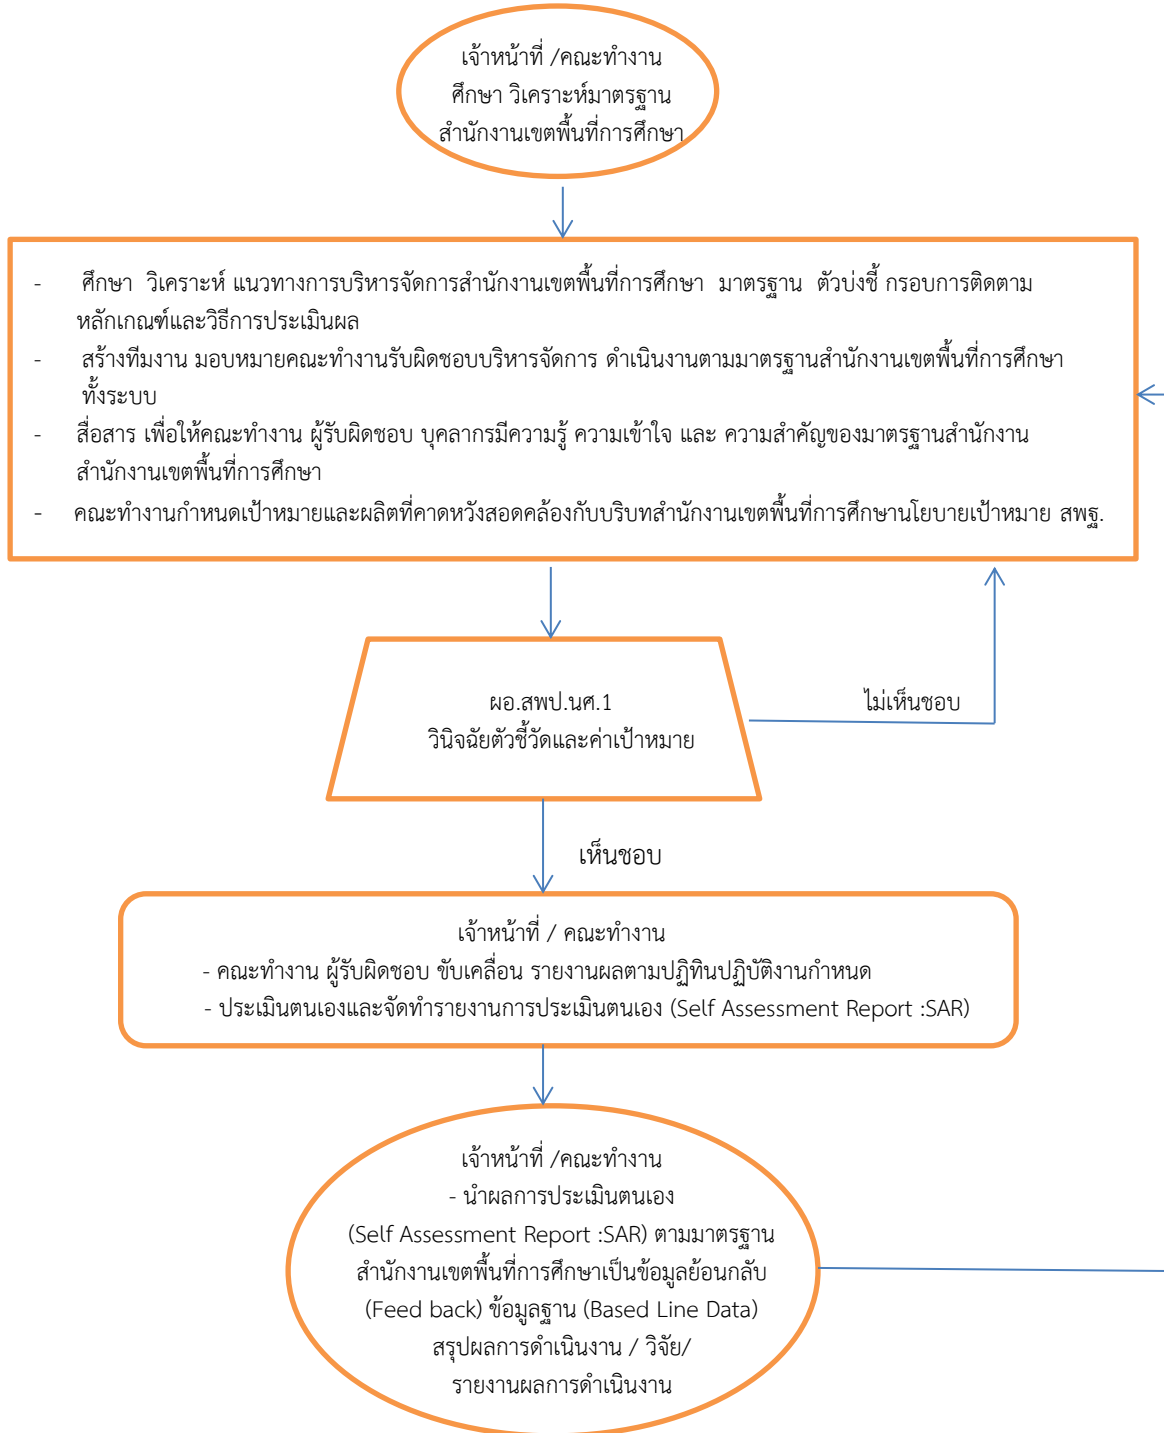 เจ้าหน้าที่ /คณะทำงาน
ศึกษา วิเคราะห์มาตรฐาน
สำนักงานเขตพื้นที่การศึกษา
- ศึกษา วิเคราะห์ แนวทางการบริหารจัดการสำนักงานเขตพื้นที่การศึกษา มาตรฐาน ตัวบ่งชี้ กรอบการติดตาม
หลักเกณฑ์และวิธีการประเมินผล
- สร้างทีมงาน มอบหมายคณะทำงานรับผิดชอบบริหารจัดการ ดำเนินงานตามมาตรฐานสำนักงานเขตพื้นที่การศึกษา
ทั้งระบบ
- สื่อสาร เพื่อให้คณะทำงาน ผู้รับผิดชอบ บุคลากรมีความรู้ ความเข้าใจ และ ความสำคัญของมาตรฐานสำนักงาน
สำนักงานเขตพื้นที่การศึกษา
- คณะทำงานกำหนดเป้าหมายและผลิตที่คาดหวังสอดคล้องกับบริบทสำนักงานเขตพื้นที่การศึกษานโยบายเป้าหมาย สพฐ.
ผอ.สพป.นศ.1
วินิจฉัยตัวชี้วัดและค่าเป้าหมาย
ไม่เห็นชอบ
เห็นชอบ
เจ้าหน้าที่ / คณะทำงาน
- คณะทำงาน ผู้รับผิดชอบ ขับเคลื่อน รายงานผลตามปฏิทินปฏิบัติงานกำหนด
- ประเมินตนเองและจัดทำรายงานการประเมินตนเอง (Self Assessment Report :SAR)
เจ้าหน้าที่ /คณะทำงาน
- นำผลการประเมินตนเอง
(Self Assessment Report :SAR) ตามมาตรฐาน
สำนักงานเขตพื้นที่การศึกษาเป็นข้อมูลย้อนกลับ
(Feed back) ข้อมูลฐาน (Based Line Data)
สรุปผลการดำเนินงาน / วิจัย/
รายงานผลการดำเนินงาน